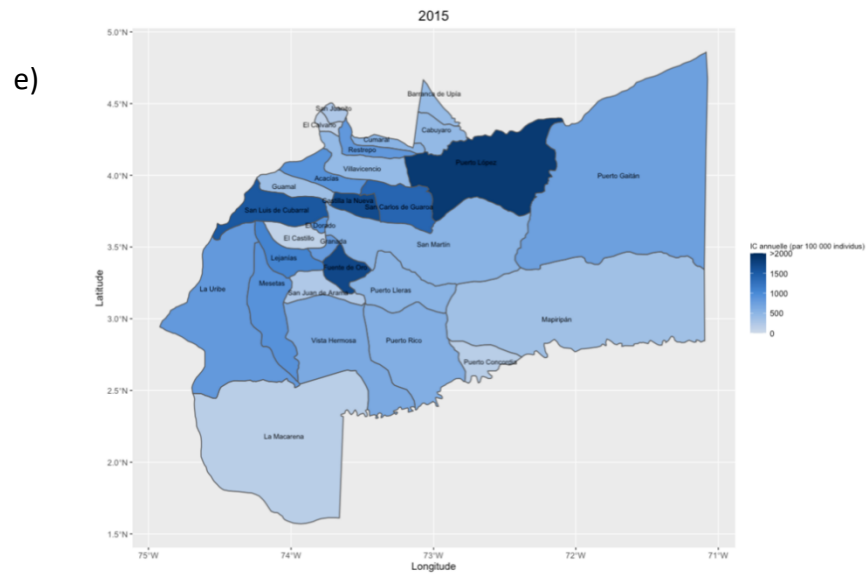 2015
e)
5.0°N
4.5°N
4.0°N
3.5°N
3.0°N
2.5°N
2.0°N
1.5°N
Latitude
Barranca de Upía
San Juanito
El Calvario
Cabuyaro
Cumaral
Restrepo
Puerto López
Villavicencio
Acacías
Puerto Gaitán
Guamal
Castilla la Nueva
San Carlos de Guaroa
San Luis de Cubarral
El Dorado
El Castillo
Granada
San Martín
Lejanías
Fuente de Oro
Mesetas
La Uribe
San Juan de Arama
Puerto Lleras
Mapiripán
Vista Hermosa
Puerto Rico
Puerto Concordia
La Macarena
IC annuelle (par 100 000 individus)
>2000
1500
1000
500
0
75°W 74°W 73°W 72°W 71°W
Longitude